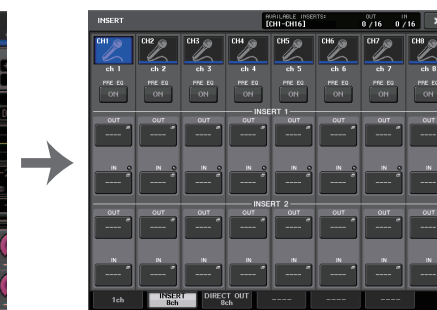 INSERT AVAILABLE INSERTS: OUT IN
[CH1-CH16] 0 /16 0 /16
CH1 CH2 CH3 CH4 CH5 CH6 CH7 CH8
ch 1 ch 2 ch 3 ch 4 ch 5 ch 6 ch 7 ch 8
PRE EQ PRE EQ PRE EQ PRE EQ PRE EQ PRE EQ PRE EQ PRE EQ
ON ON ON ON ON ON ON ON
INSERT 1
OUT OUT OUT OUT OUT OUT OUT OUT
---- ---- ---- ---- ---- ---- ---- ----
IN IN IN IN IN IN IN IN
---- ---- ---- ---- ---- ---- ---- ----
INSERT 2
OUT OUT OUT OUT OUT OUT OUT OUT
---- ---- ---- ---- ---- ---- ---- ----
IN IN IN IN IN IN IN IN
---- ---- ---- ---- ---- ---- ---- ----
1ch INSERT 8ch DIRECT OUT 8ch ---- ---- ----